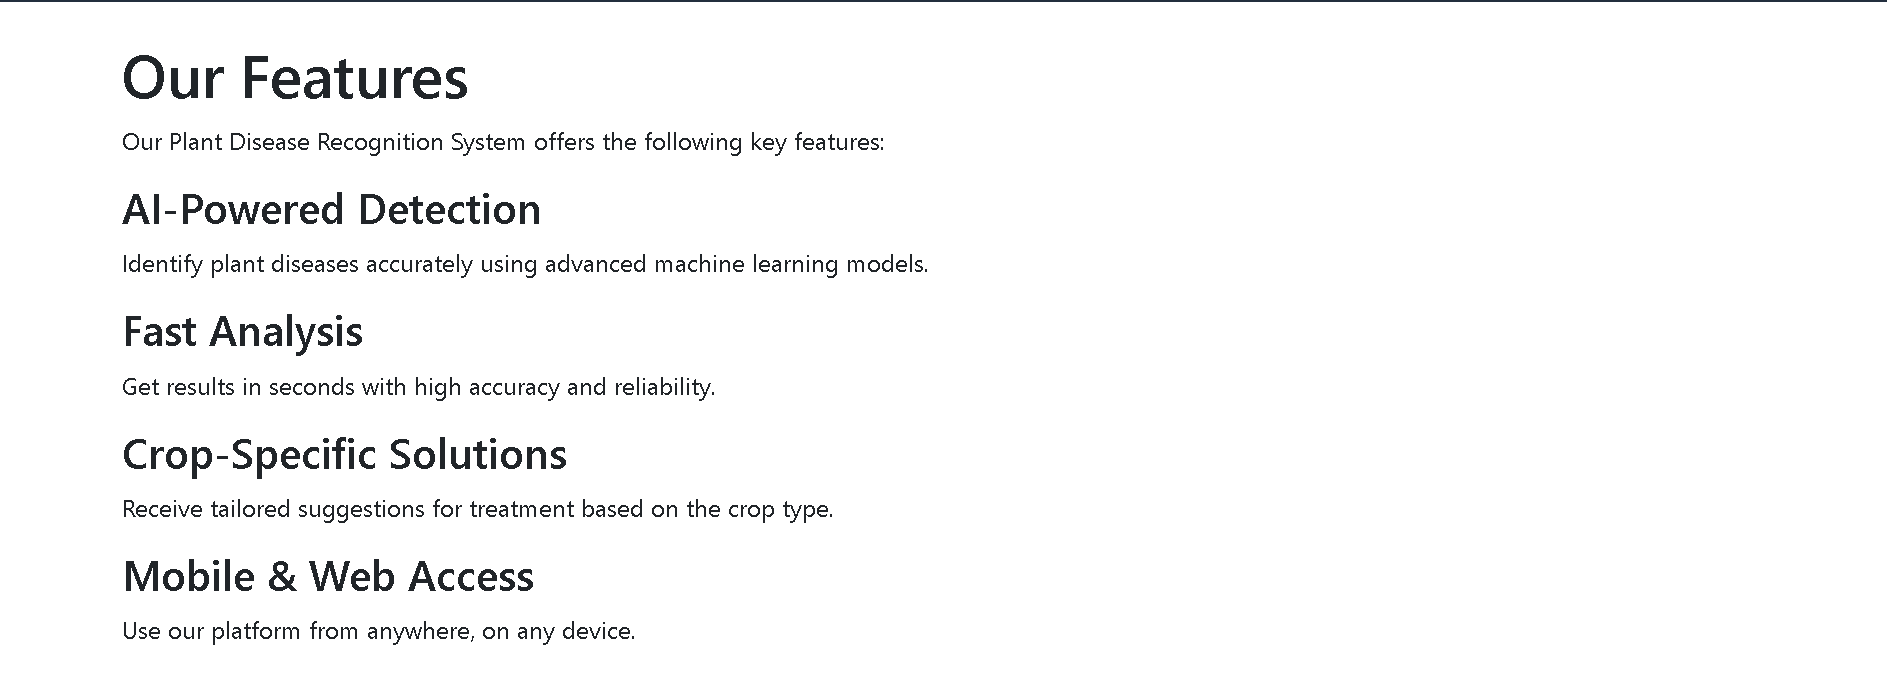 Our Features
Our Plant Disease Recognition System offers the following key features:
AI-Powered Detection
Identify plant diseases accurately using advanced machine learning models.
Fast Analysis
Get results in seconds with high accuracy and reliability.
Crop-Specific Solutions
Receive tailored suggestions for treatment based on the crop type.
Mobile & Web Access
Use our platform from anywhere, on any device.